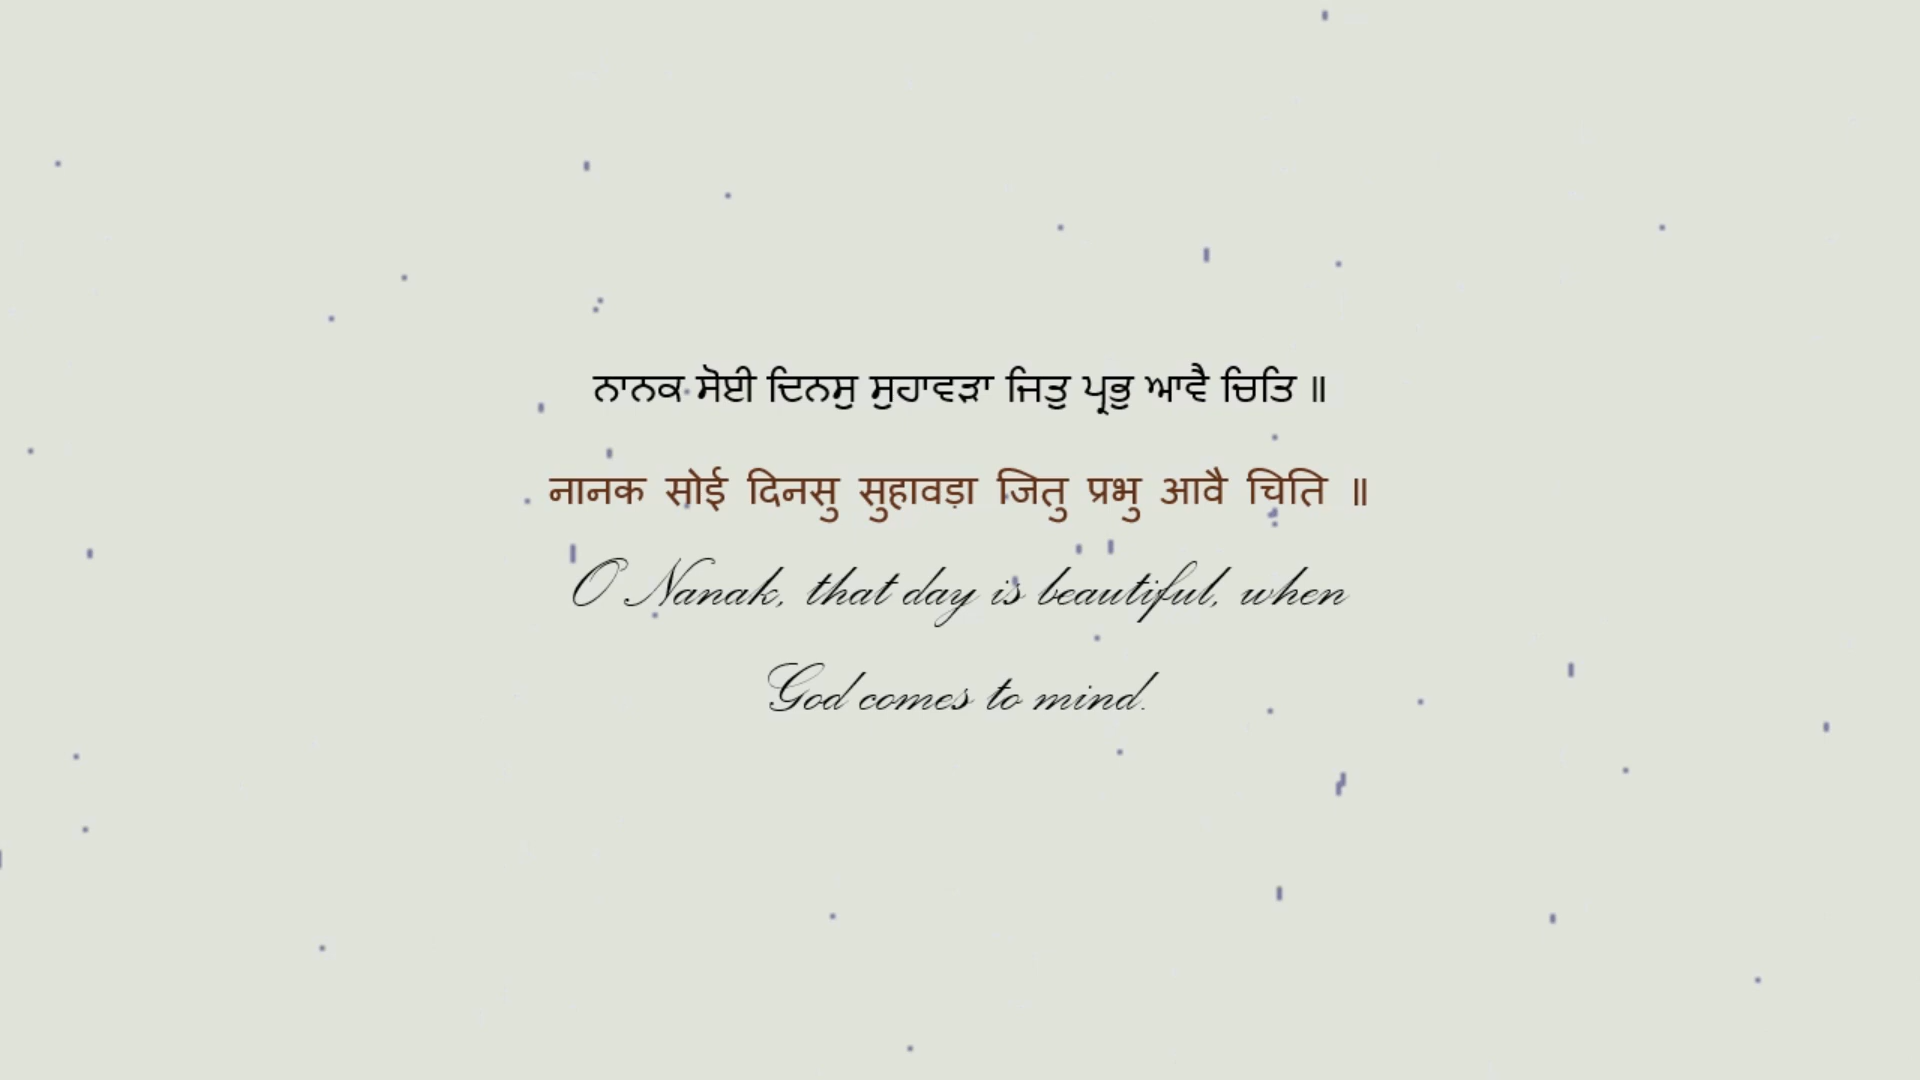 ਨਾਨਕ ਸੋਈ ਦਿਨਸੁ ਸੁਹਾਵੜਾ ਜਿਤੁ ਪ੍ਰਭੁ ਆਵੈ ਚਿਤਿ ॥
नानक सोई दिनसु सुहावड़ा जितु प्रभु आवै चिति ॥
O Nanak, that day is beautiful, when
God comes to mind.